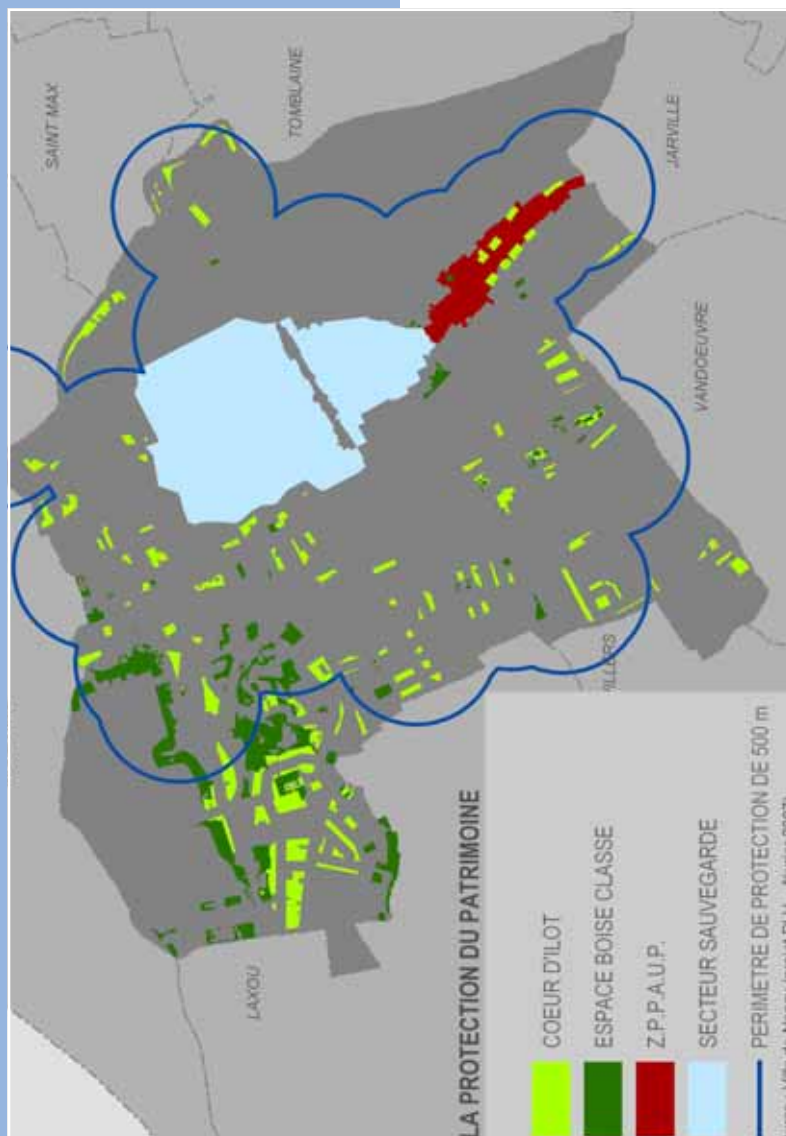 SAINT MAX
TOMBLAINE
JARVILLE
VANDOEUVRE
VILLERS
LAXOU
LA PROTECTION DU PATRIMOINE
COEUR D'ILOT
ESPACE BOISE CLASSE
Z.P.P.A.U.P.
SECTEUR SAUVEGARDE
PERIMETRE DE PROTECTION DE 500 m